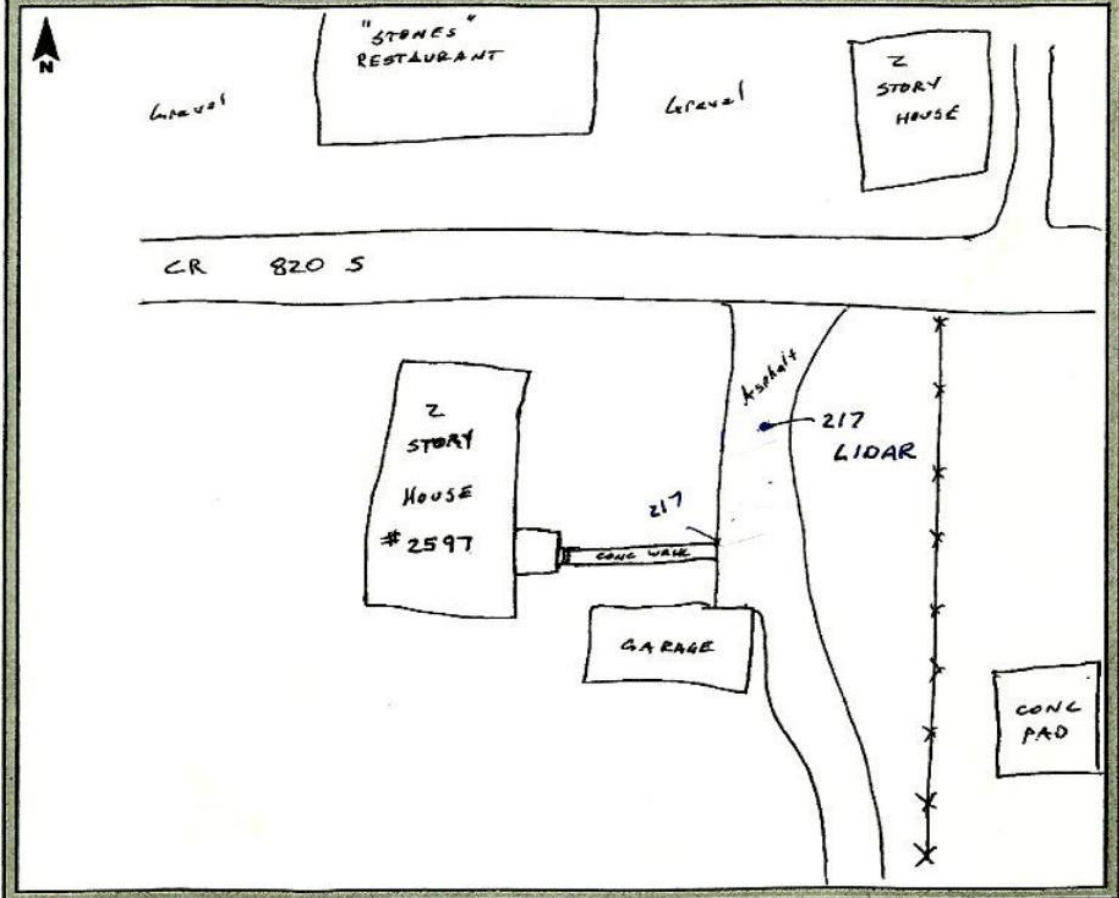 N
"STONES"
RESTAURANT
Gravel
Gravel
2
STORY
HOUSE
CR 820 S
Asphalt
217
LIDAR
2
STORY
HOUSE
#2597
217
CONC WALK
GARAGE
CONC
PAD